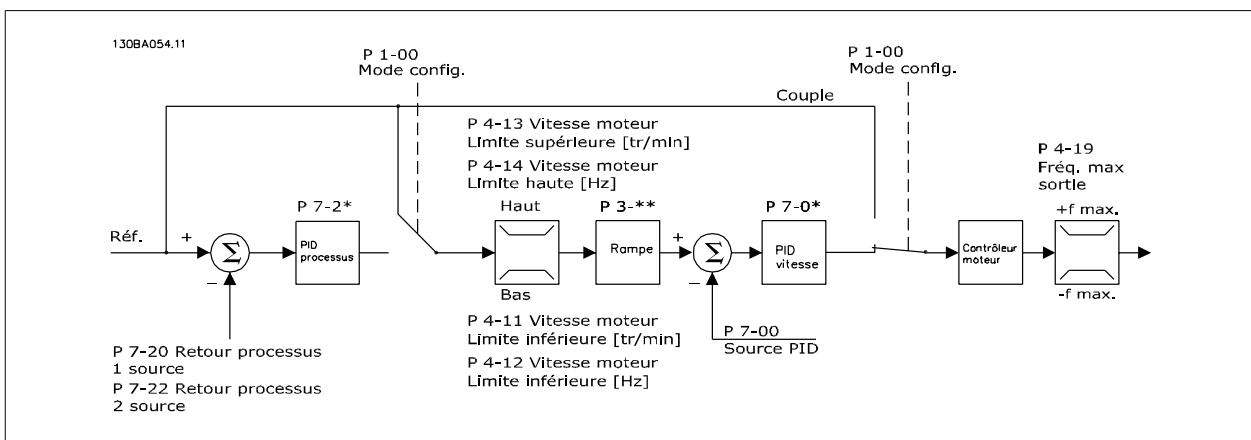 130BA054.11
P 1-00
Mode config.
P 1-00
Mode config.
Couple
P 4-13 Vitesse moteur
Limite supérieure [tr/min]
P 4-14 Vitesse moteur
Limite haute [Hz]
P 4-19
Fréq. max
sortie
P 7-2*
Haut
P 3-**
P 7-0*
+f max.
Réf.
+
Σ
PID
processus
Rampe
+
Σ
PID
vitesse
Contrôleur
moteur
−
Bas
−
-f max.
P 4-11 Vitesse moteur
Limite inférieure [tr/min]
P 4-12 Vitesse moteur
Limite inférieure [Hz]
P 7-00
Source PID
P 7-20 Retour processus
1 source
P 7-22 Retour processus
2 source